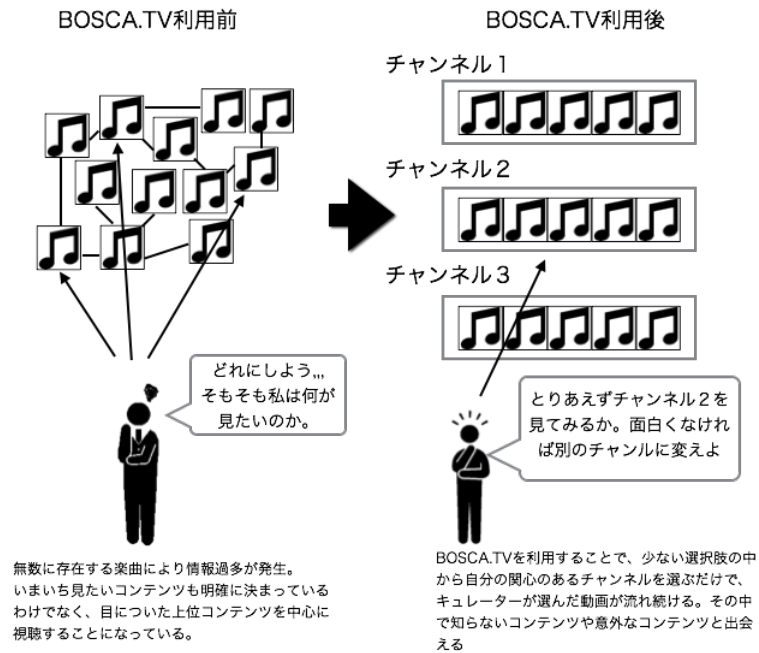 BOSCA.TV利用前
どれにしよう,,,
そもそも私は何が
見たいのか。
無数に存在する楽曲により情報過多が発生。
いまいち見たいコンテンツも明確に決まっている
わけでなく、目についた上位コンテンツを中心に
視聴することになっている。
BOSCA.TV利用後
チャンネル１
チャンネル２
チャンネル３
とりあえずチャンネル２を
見てみるか。面白くなけれ
ば別のチャンルに変えよ
BOSCA.TVを利用することで、少ない選択肢の中
から自分の関心のあるチャンネルを選ぶだけで、
キュレーターが選んだ動画が流れ続ける。その中
で知らないコンテンツや意外なコンテンツと出会
える